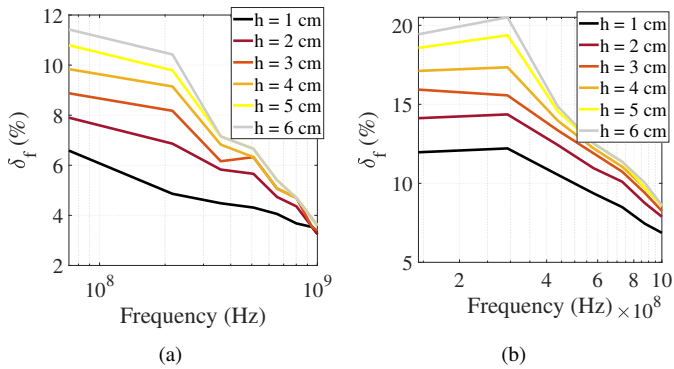 12
10
8
6
4
2
δf (%)
10^8
10^9
Frequency (Hz)
h = 1 cm
h = 2 cm
h = 3 cm
h = 4 cm
h = 5 cm
h = 6 cm
(a)
20
15
10
5
δf (%)
2
4
6
8
10
×10^8
Frequency (Hz)
h = 1 cm
h = 2 cm
h = 3 cm
h = 4 cm
h = 5 cm
h = 6 cm
(b)